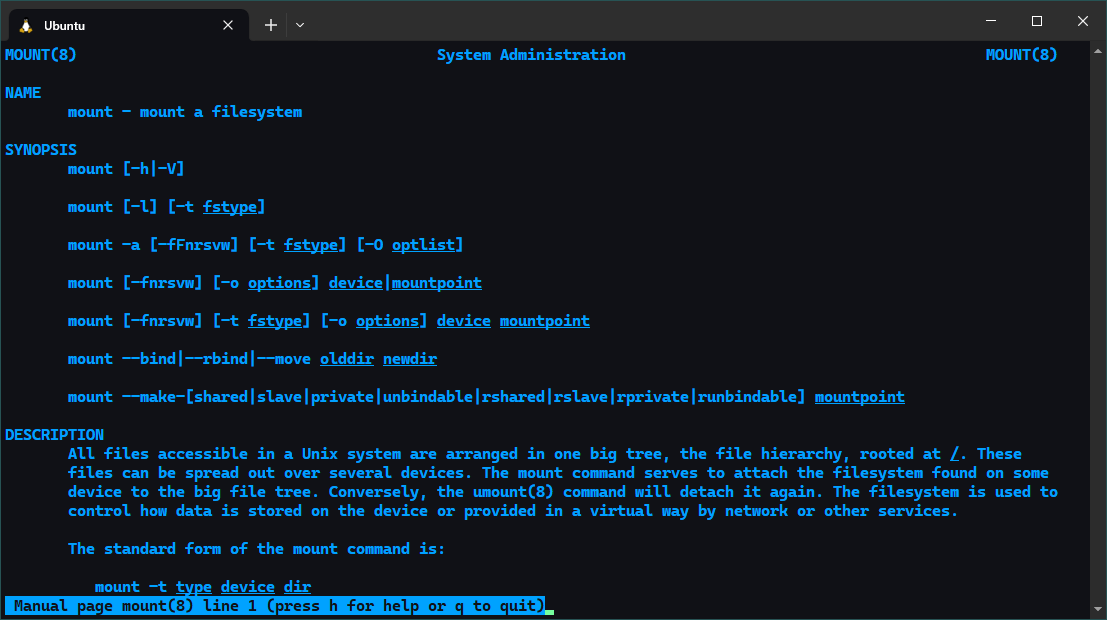 Ubuntu
MOUNT(8) System Administration MOUNT(8)
NAME
mount - mount a filesystem
SYNOPSIS
mount [-h|-V]
mount [-l] [-t fstype]
mount -a [-fFnrsvw] [-t fstype] [-O optlist]
mount [-fnrsvw] [-o options] device|mountpoint
mount [-fnrsvw] [-t fstype] [-o options] device mountpoint
mount --bind|--rbind|--move olddir newdir
mount --make-[shared|slave|private|unbindable|rshared|rslave|rprivate|runbindable] mountpoint
DESCRIPTION
All files accessible in a Unix system are arranged in one big tree, the file hierarchy, rooted at /. These
files can be spread out over several devices. The mount command serves to attach the filesystem found on some
device to the big file tree. Conversely, the umount(8) command will detach it again. The filesystem is used to
control how data is stored on the device or provided in a virtual way by network or other services.
The standard form of the mount command is:
mount -t type device dir
Manual page mount(8) line 1 (press h for help or q to quit)